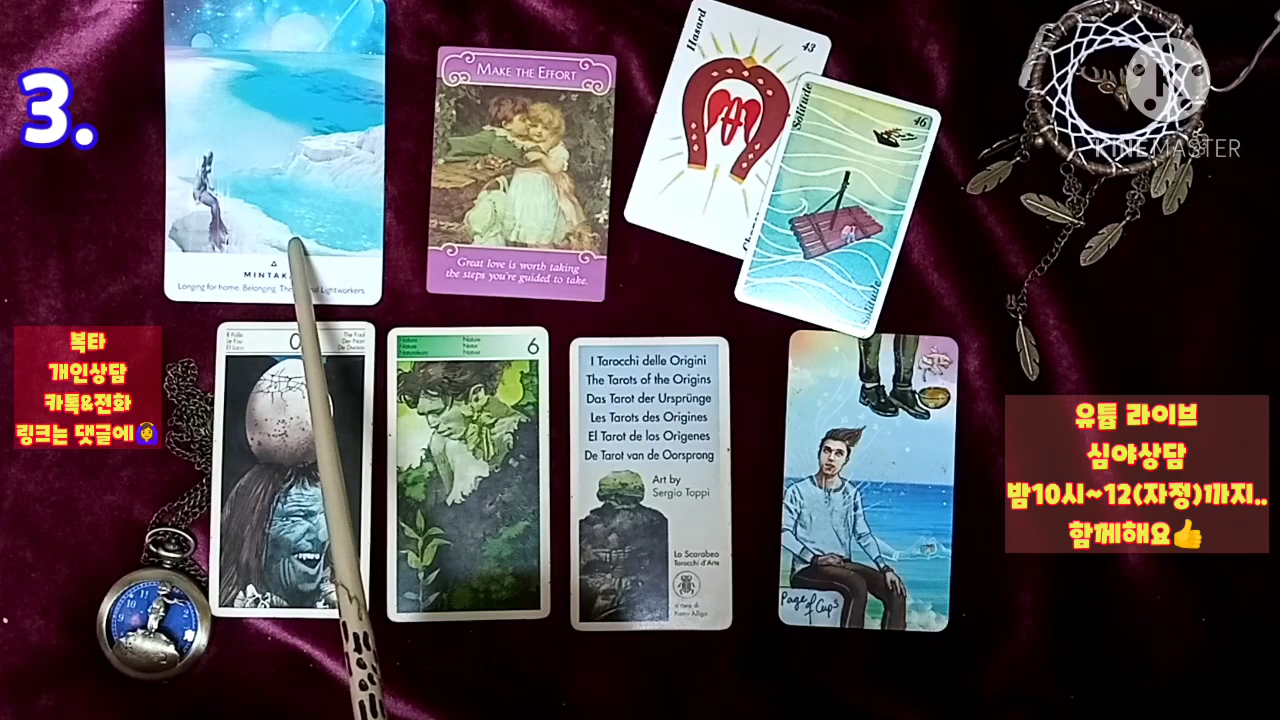 3.
MINTAKA
Longing for home. Belonging. The Lightworkers.
MAKE THE EFFORT
Great love is worth taking
the steps you're guided to take.
Hasard
43
Solitude
46
Solitude
KINEMASTER
복타
개인상담
카톡&전화
링크는 댓글에🙆‍♀️
Il Folle
Le Fou
El Loco
0
The Fool
Der Narr
De Dwaas
Natura
Nature
Naturaleza
Nature
Natur
Natuur
6
I Tarocchi delle Origini
The Tarots of the Origins
Das Tarot der Ursprünge
Les Tarots des Origines
El Tarot de los Origenes
De Tarot van de Oorsprong
Art by
Sergio Toppi
Lo Scarabeo
Tarocchi d'Arte
a cura di
Pietro Alligo
Page of Cups
유튭 라이브
심야상담
밤10시~12(자정)까지..
함께해요👍